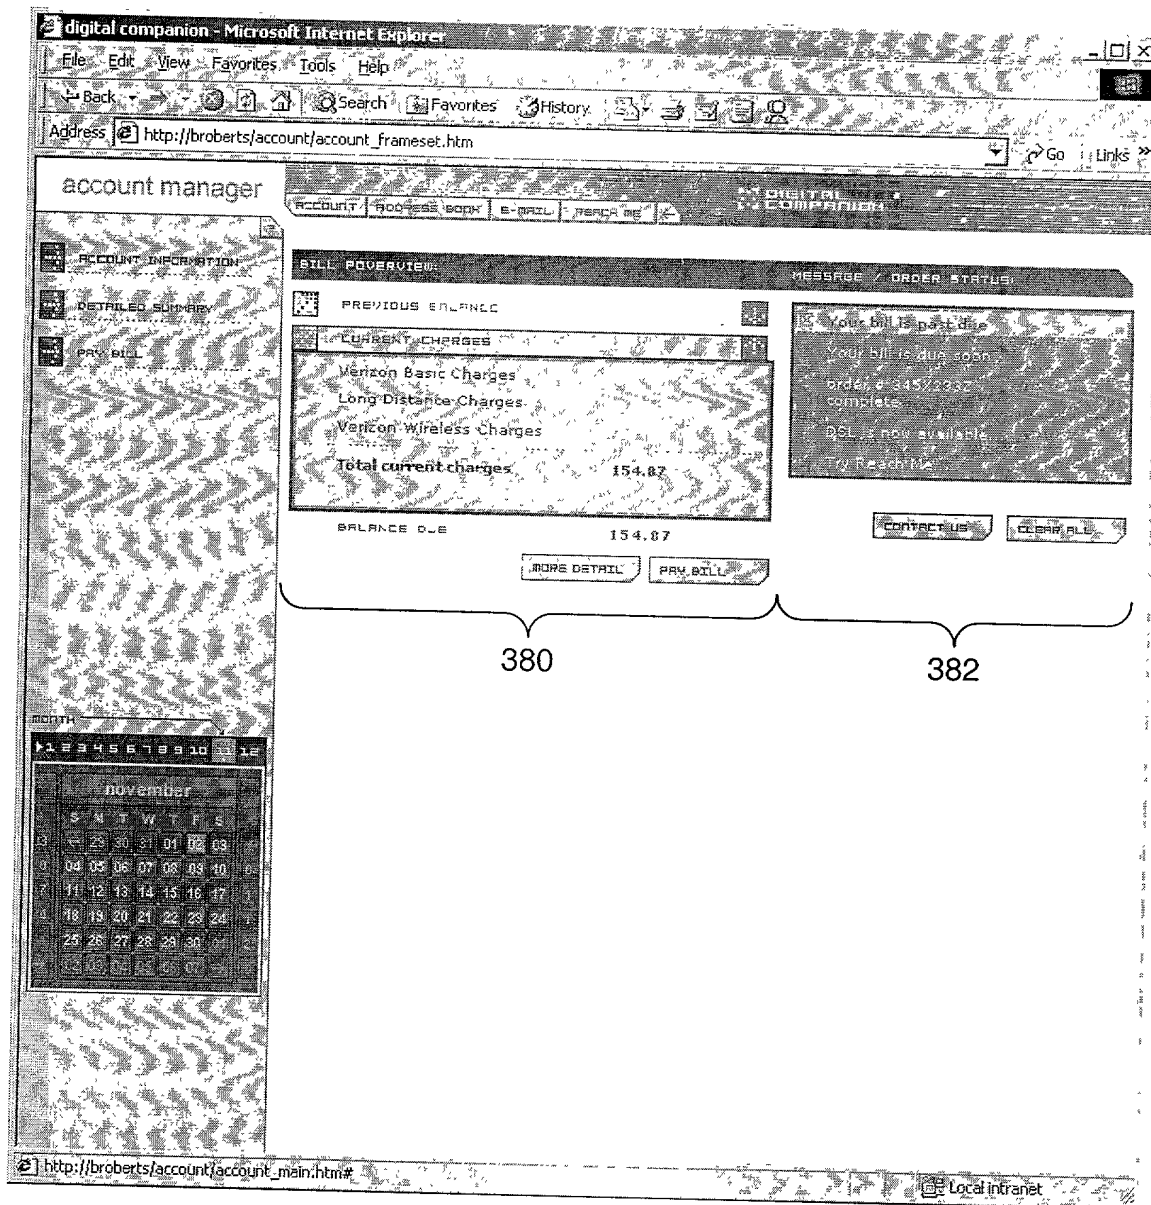 digital companion - Microsoft Internet Explorer
File Edit View Favorites Tools Help
Back Search Favorites History
Address http://broberts/account/account_frameset.htm Go Links »
account manager
DIGITAL COMPANION
ACCOUNT ADDRESS BOOK E-MAIL REACH ME
ACCOUNT INFORMATION
DETAILED SUMMARY
PAY BILL
BILL POVERVIEW:
PREVIOUS BALANCE
CURRENT CHARGES
Verizon Basic Charges
Long Distance Charges
Verizon Wireless Charges
Total current charges 154.87
BALANCE DUE 154.87
MORE DETAIL PAY BILL
MESSAGE / ORDER STATUS:
Your bill is past due
Your bill is due soon
complete
DSL is now available
Try Reach Me
CONTACT US CLEAR ALL
380
382
MONTH
1 2 3 4 5 6 7 8 9 10 11 12
november
S M T W T F S
29 30 31 01 02 03
04 05 06 07 08 09 10
11 12 13 14 15 16 17
18 19 20 21 22 23 24
25 26 27 28 29 30
http://broberts/account/account_main.htm# Local intranet